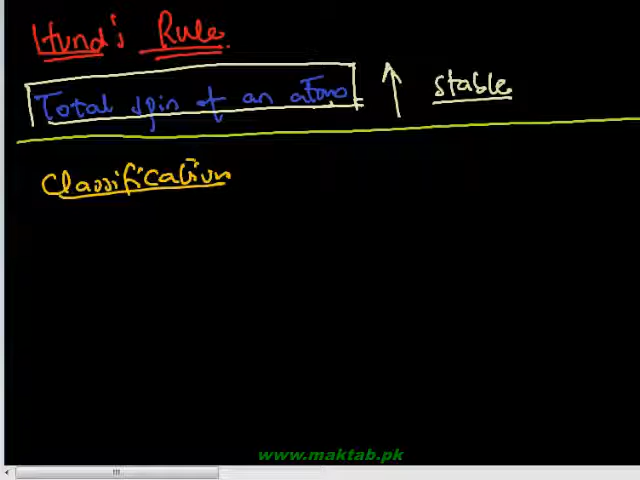 Hund's Rule
Total spin of an atom ↑ stable
Classification
www.maktab.pk